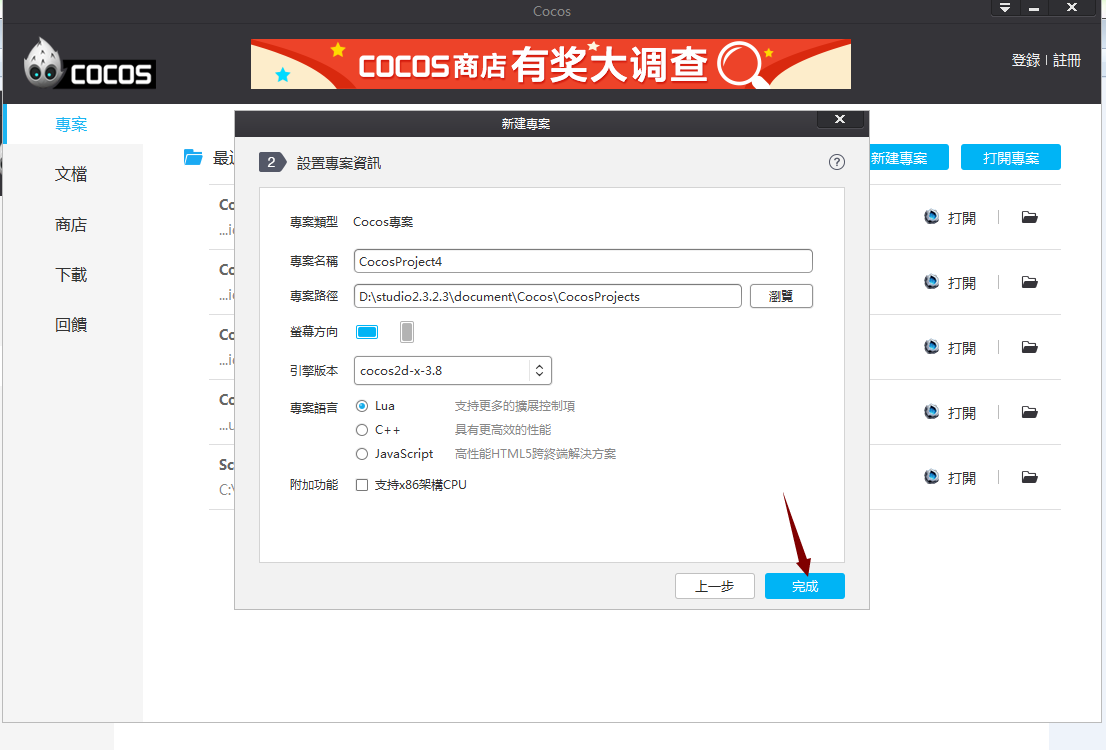 Cocos
COCOS
COCOS商店有奖大调查
登錄 | 註冊
專案
文檔
商店
下載
回饋
新建專案
打開專案
新建專案
2 設置專案資訊
?
專案類型 Cocos專案
專案名稱 CocosProject4
專案路徑 D:\studio2.3.2.3\document\Cocos\CocosProjects 瀏覽
螢幕方向
引擎版本 cocos2d-x-3.8
專案語言 Lua 支持更多的擴展控制項
C++ 具有更高效的性能
JavaScript 高性能HTML5跨終端解決方案
附加功能 支持x86架構CPU
上一步 完成
Co
...i
打開
Co
...i
打開
Co
...i
打開
Co
...u
打開
Sc
C:\
打開